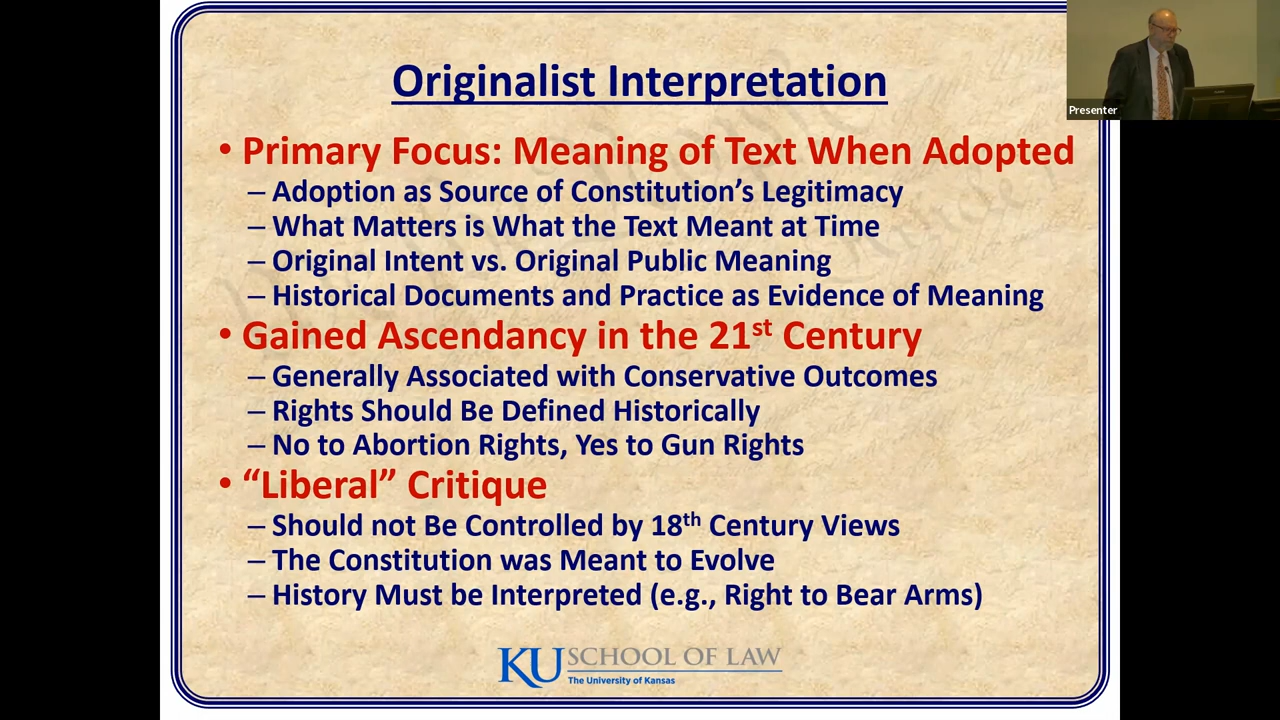 Originalist Interpretation
• Primary Focus: Meaning of Text When Adopted
– Adoption as Source of Constitution's Legitimacy
– What Matters is What the Text Meant at Time
– Original Intent vs. Original Public Meaning
– Historical Documents and Practice as Evidence of Meaning
• Gained Ascendancy in the 21st Century
– Generally Associated with Conservative Outcomes
– Rights Should Be Defined Historically
– No to Abortion Rights, Yes to Gun Rights
• “Liberal” Critique
– Should not Be Controlled by 18th Century Views
– The Constitution was Meant to Evolve
– History Must be Interpreted (e.g., Right to Bear Arms)
KU SCHOOL OF LAW
The University of Kansas
Presenter